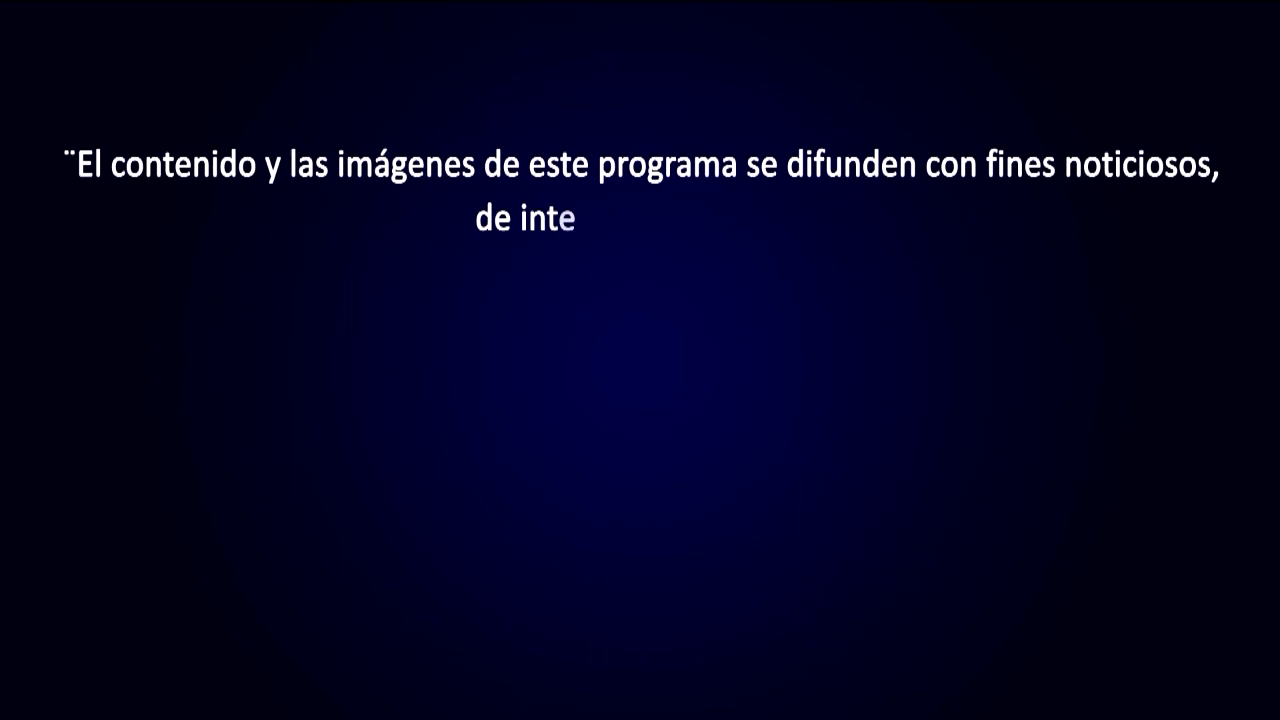 ¨El contenido y las imágenes de este programa se difunden con fines noticiosos,
de inte